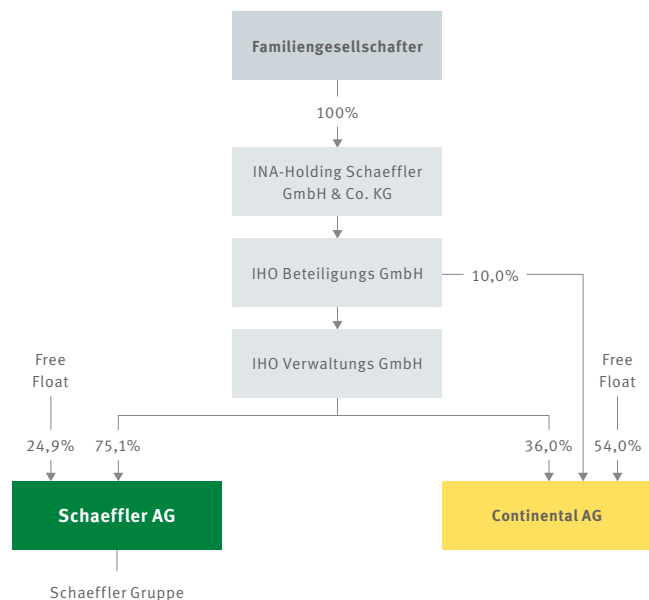 Familiengesellschafter
100%
INA-Holding Schaeffler
GmbH & Co. KG
IHO Beteiligungs GmbH
10,0%
IHO Verwaltungs GmbH
Free
Float
Free
Float
24,9%
75,1%
36,0%
54,0%
Schaeffler AG
Continental AG
Schaeffler Gruppe